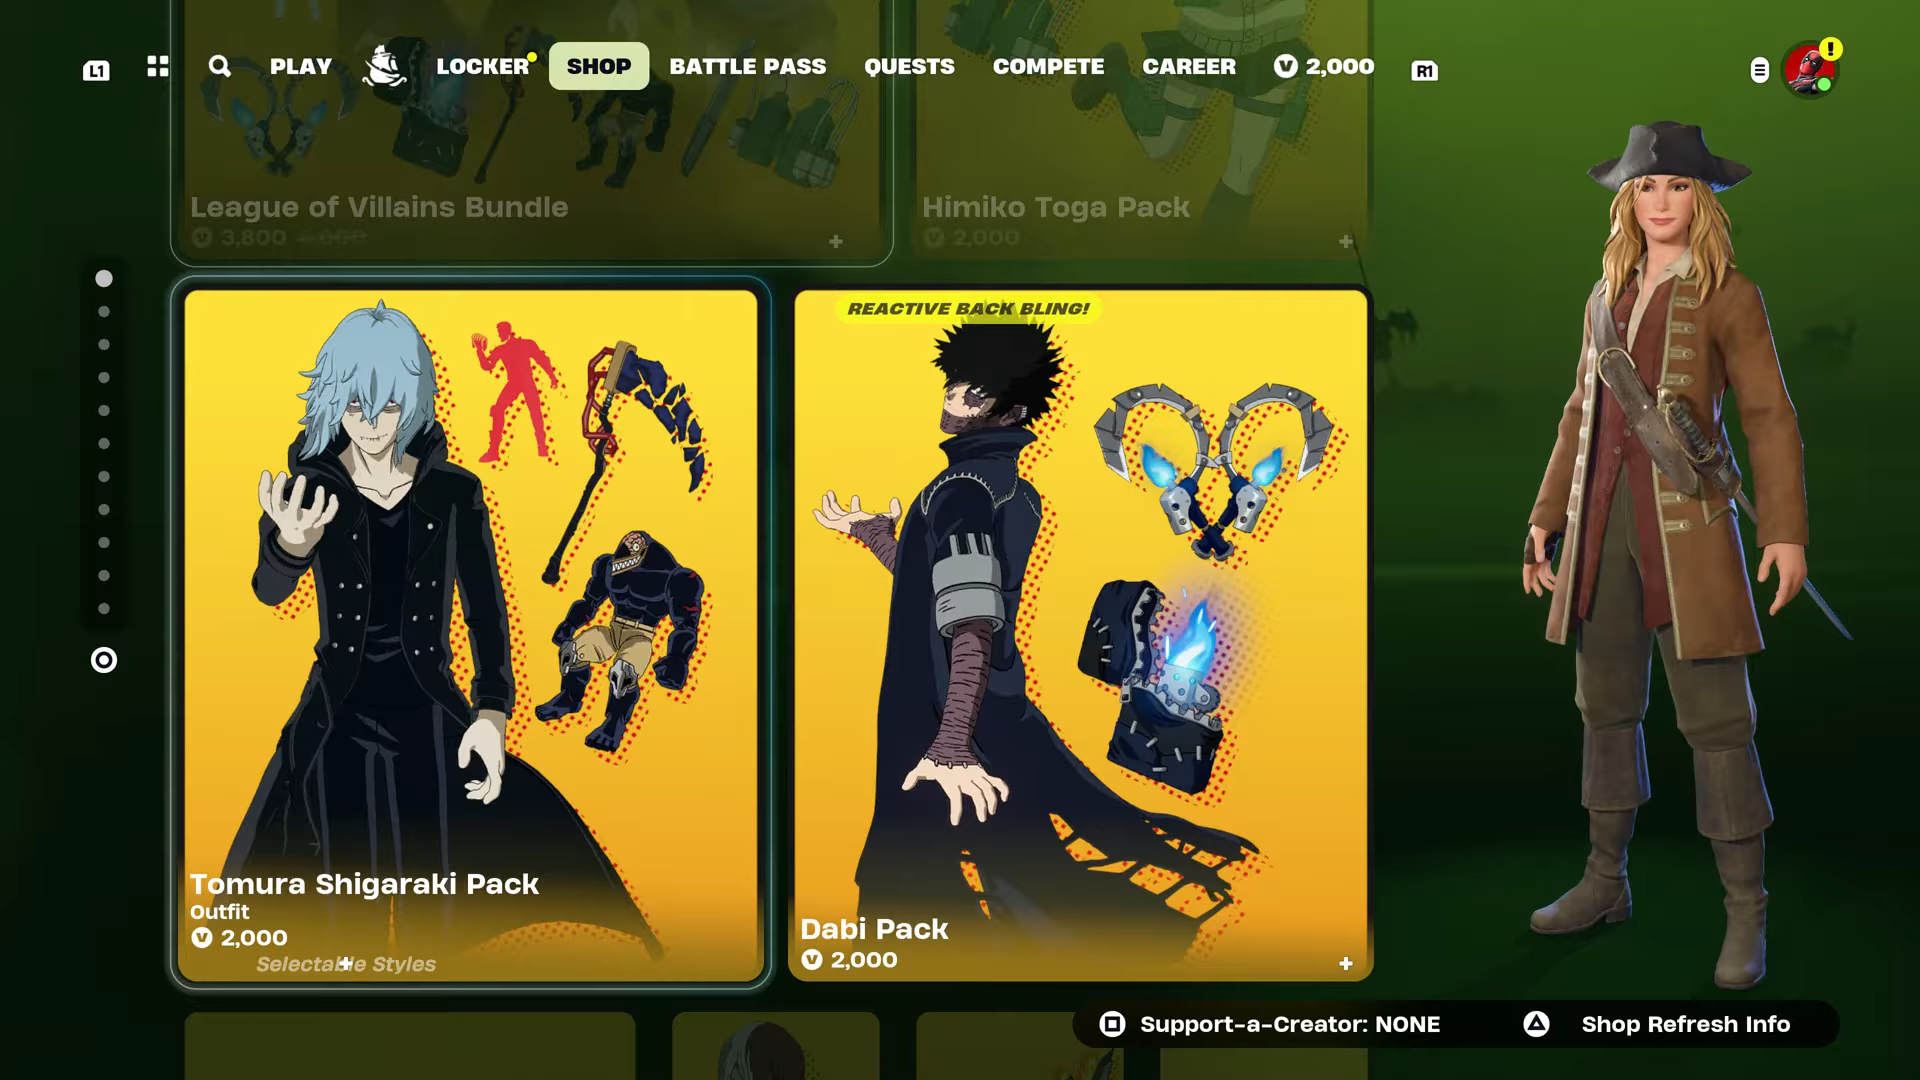 L1
PLAY
LOCKER
SHOP
BATTLE PASS
QUESTS
COMPETE
CAREER
2,000
R1
!
League of Villains Bundle
3,800
Himiko Toga Pack
2,000
REACTIVE BACK BLING!
Tomura Shigaraki Pack
Outfit
2,000
Selectable Styles
Dabi Pack
2,000
Support-a-Creator: NONE
Shop Refresh Info